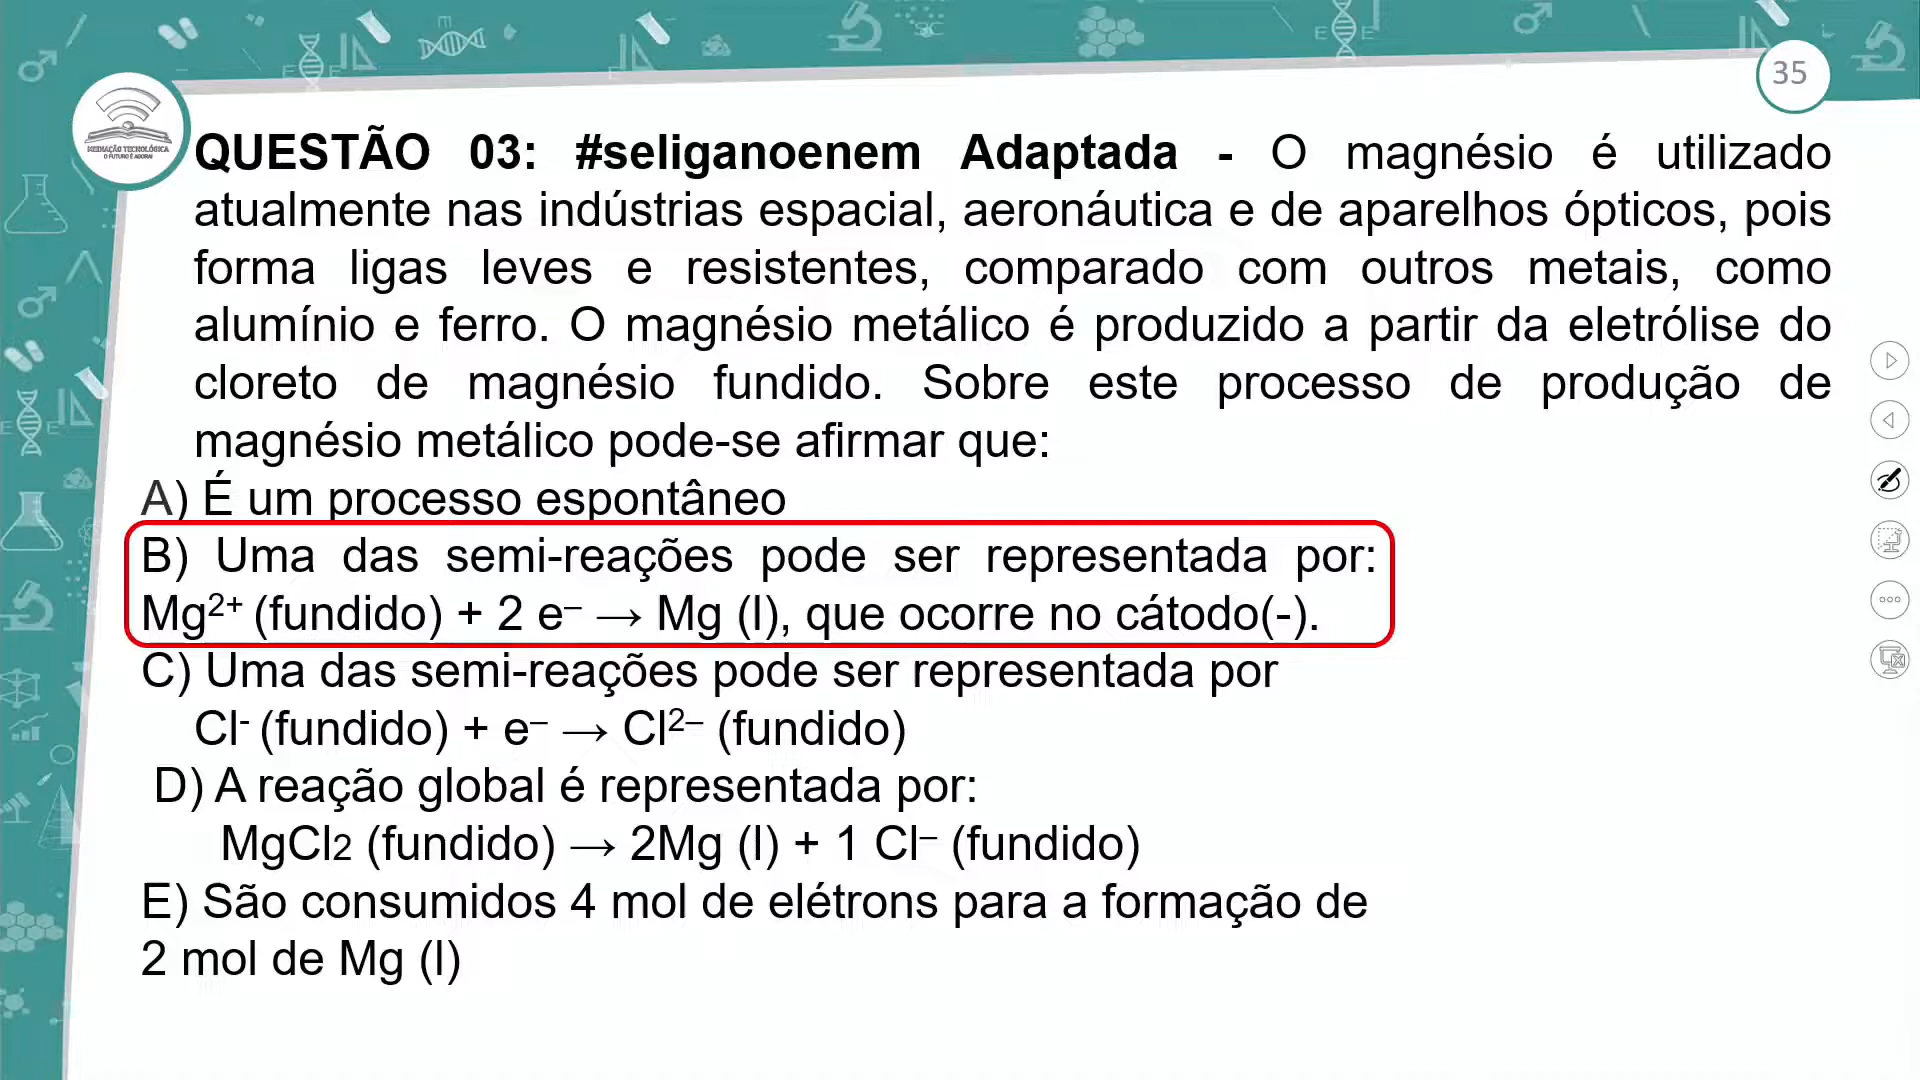 35
MEDIAÇÃO TECNOLÓGICA
O FUTURO É AGORA!
QUESTÃO 03: #seliganoenem Adaptada - O magnésio é utilizado
atualmente nas indústrias espacial, aeronáutica e de aparelhos ópticos, pois
forma ligas leves e resistentes, comparado com outros metais, como
alumínio e ferro. O magnésio metálico é produzido a partir da eletrólise do
cloreto de magnésio fundido. Sobre este processo de produção de
magnésio metálico pode-se afirmar que:
A) É um processo espontâneo
B) Uma das semi-reações pode ser representada por:
Mg²⁺ (fundido) + 2 e⁻ → Mg (l), que ocorre no cátodo(-).
C) Uma das semi-reações pode ser representada por
Cl⁻ (fundido) + e⁻ → Cl²⁻ (fundido)
D) A reação global é representada por:
MgCl2 (fundido) → 2Mg (l) + 1 Cl⁻ (fundido)
E) São consumidos 4 mol de elétrons para a formação de
2 mol de Mg (l)